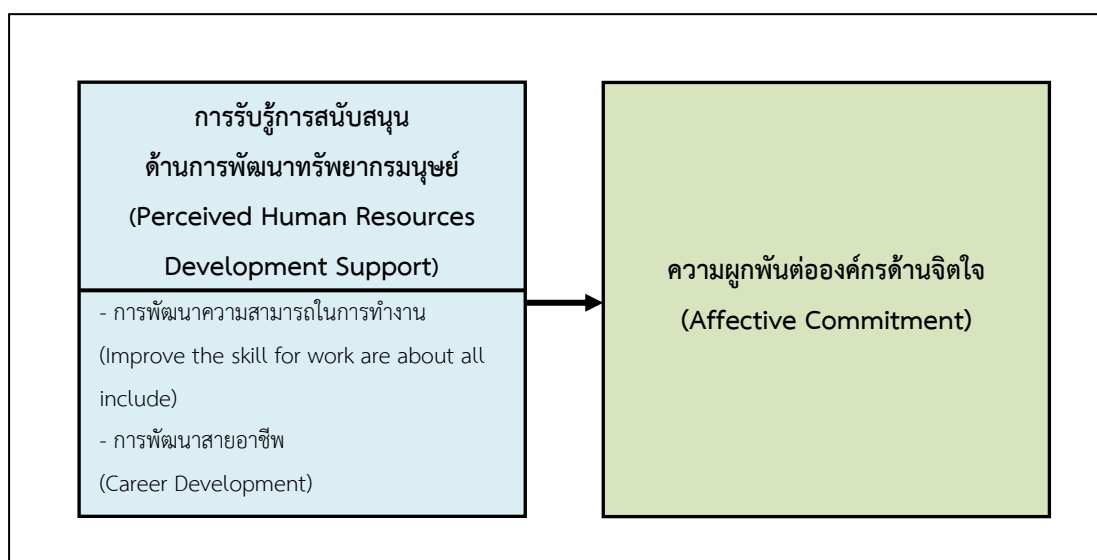 การรับรู้การสนับสนุน
ด้านการพัฒนาทรัพยากรมนุษย์
(Perceived Human Resources
Development Support)
- การพัฒนาความสามารถในการทำงาน
(Improve the skill for work are about all
include)
- การพัฒนาสายอาชีพ
(Career Development)
ความผูกพันต่อองค์กรด้านจิตใจ
(Affective Commitment)